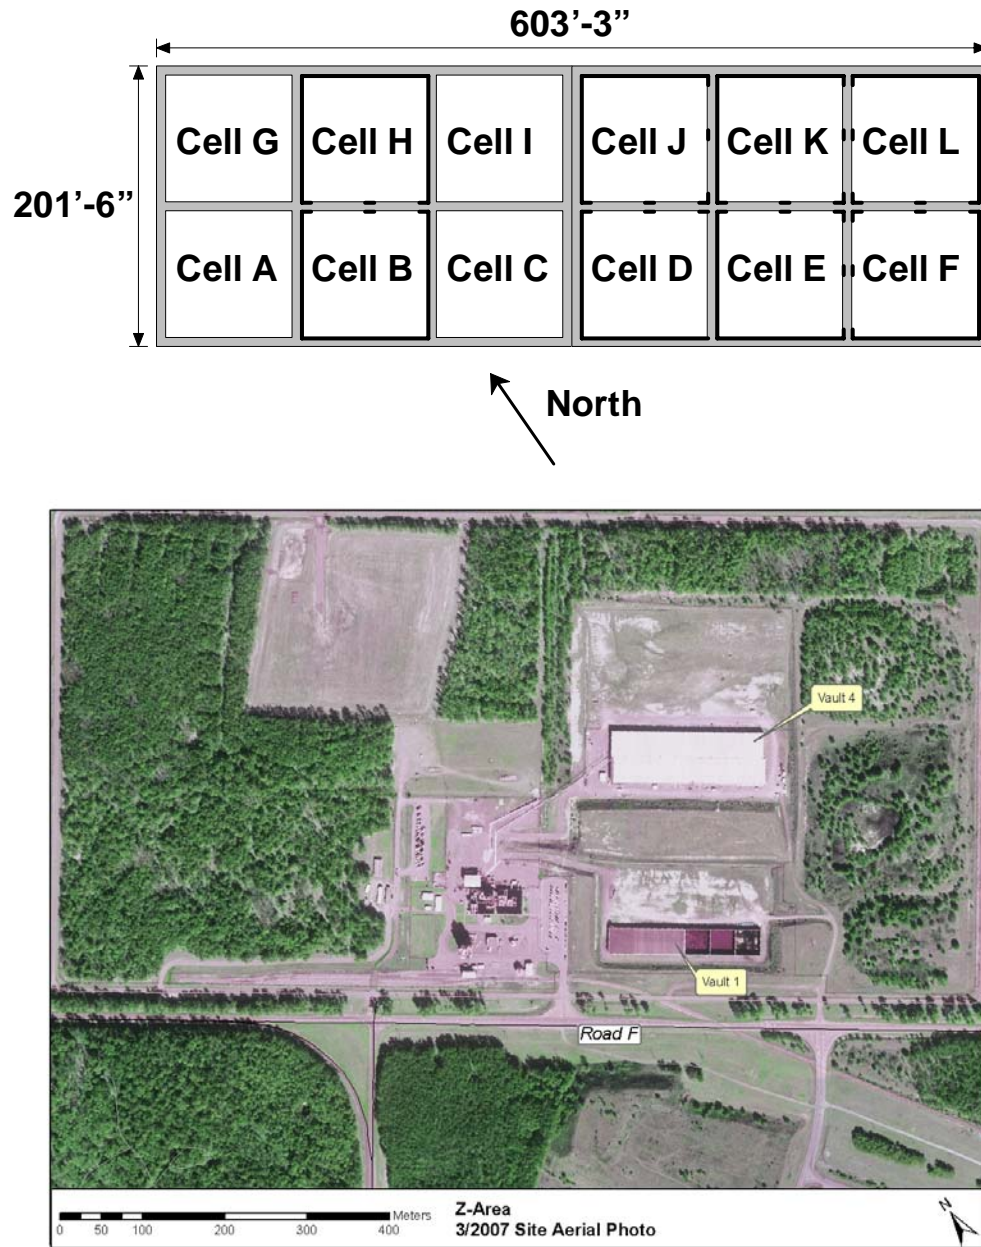 603’-3”
Cell G Cell H Cell I Cell J Cell K Cell L
201’-6”
Cell A Cell B Cell C Cell D Cell E Cell F
North
Vault 4
Vault 1
Road F
Meters
0 50 100 200 300 400
Z-Area
3/2007 Site Aerial Photo
N